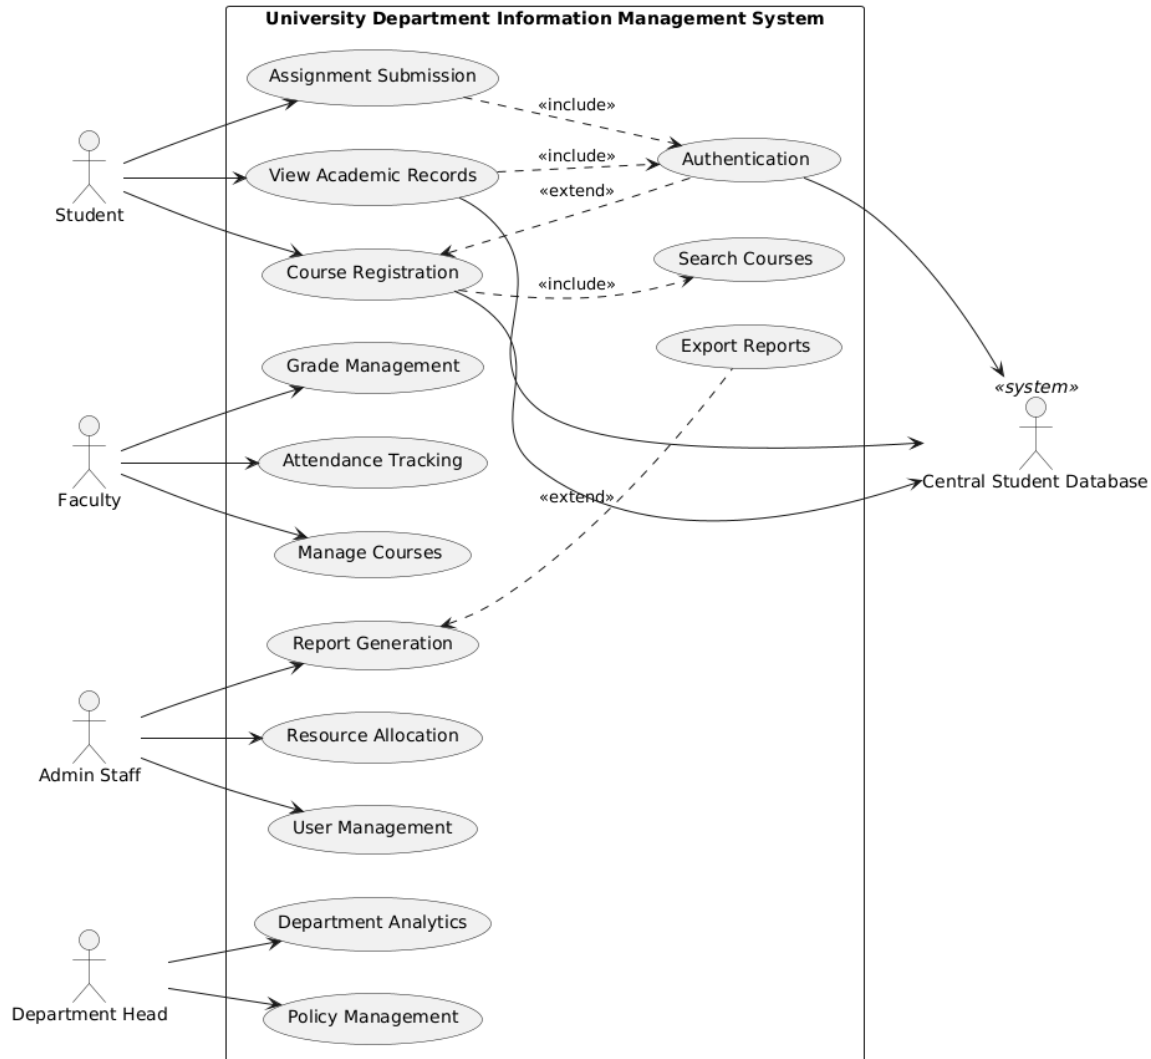 University Department Information Management System
Assignment Submission
«include»
Authentication
«include»
View Academic Records
«extend»
Student
Search Courses
Course Registration
«include»
Export Reports
Grade Management
«system»
Attendance Tracking
Central Student Database
Faculty
«extend»
Manage Courses
Report Generation
Resource Allocation
Admin Staff
User Management
Department Analytics
Department Head
Policy Management